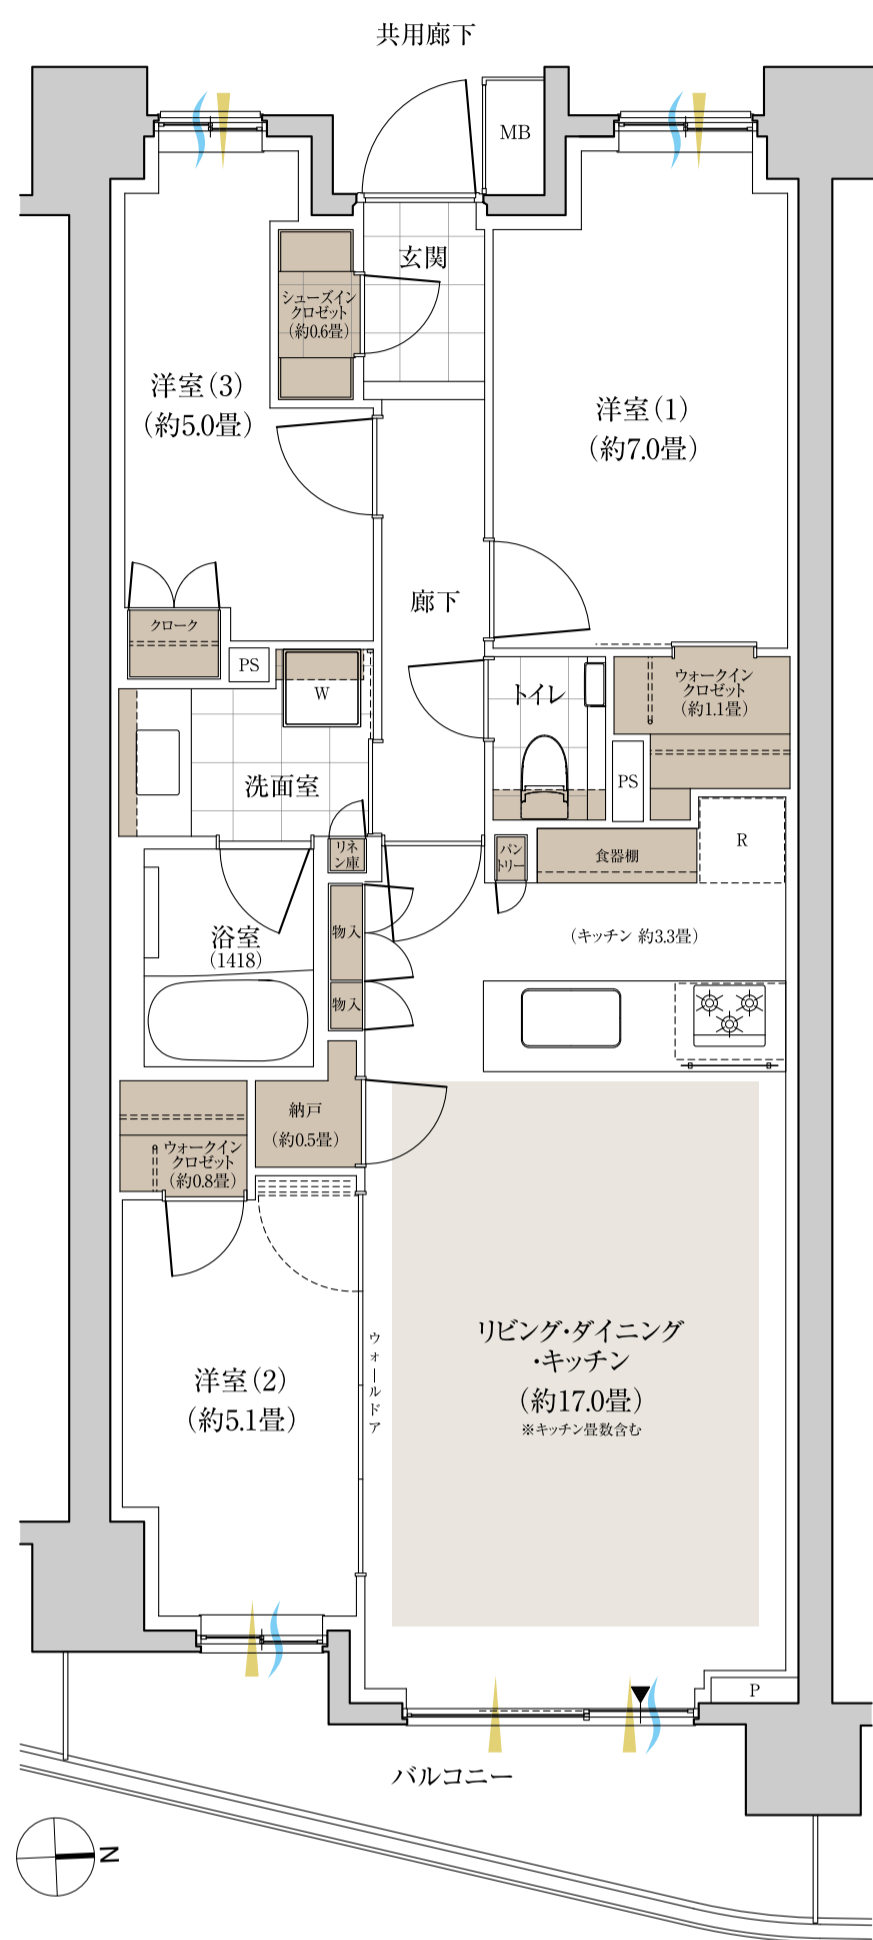 共用廊下
MB
玄関
シューズイン
クロゼット
(約0.6畳)
洋室(3)
(約5.0畳)
洋室(1)
(約7.0畳)
廊下
クローク
PS
W
トイレ
ウォークイン
クロゼット
(約1.1畳)
洗面室
PS
リネ
ン庫
パン
トリー
食器棚
R
浴室
(1418)
物入
(キッチン 約3.3畳)
物入
納戸
(約0.5畳)
ウォークイン
クロゼット
(約0.8畳)
ウォールドア
リビング・ダイニング
・キッチン
(約17.0畳)
※キッチン畳数含む
洋室(2)
(約5.1畳)
P
バルコニー
N